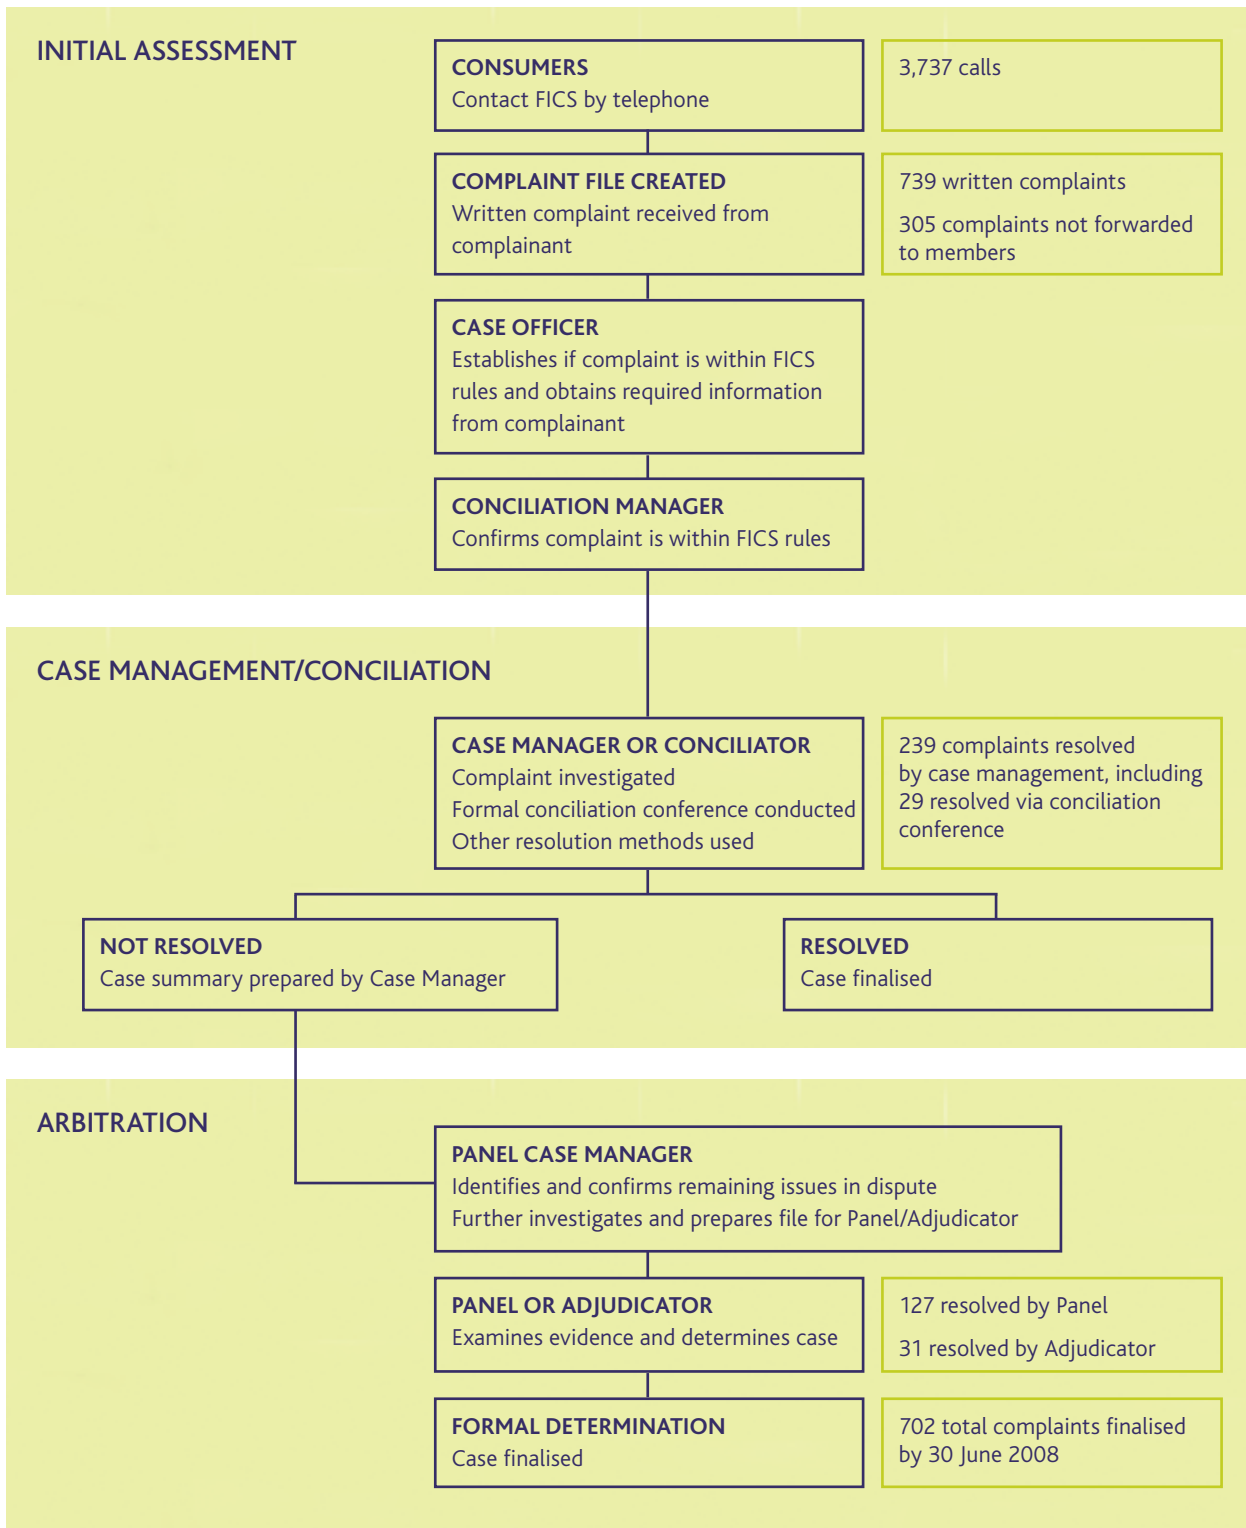 INITIAL ASSESSMENT
CONSUMERS
Contact FICS by telephone
3,737 calls
COMPLAINT FILE CREATED
Written complaint received from
complainant
739 written complaints
305 complaints not forwarded
to members
CASE OFFICER
Establishes if complaint is within FICS
rules and obtains required information
from complainant
CONCILIATION MANAGER
Confirms complaint is within FICS rules
CASE MANAGEMENT/CONCILIATION
CASE MANAGER OR CONCILIATOR
Complaint investigated
Formal conciliation conference conducted
Other resolution methods used
239 complaints resolved
by case management, including
29 resolved via conciliation
conference
NOT RESOLVED
Case summary prepared by Case Manager
RESOLVED
Case finalised
ARBITRATION
PANEL CASE MANAGER
Identifies and confirms remaining issues in dispute
Further investigates and prepares file for Panel/Adjudicator
PANEL OR ADJUDICATOR
Examines evidence and determines case
127 resolved by Panel
31 resolved by Adjudicator
FORMAL DETERMINATION
Case finalised
702 total complaints finalised
by 30 June 2008